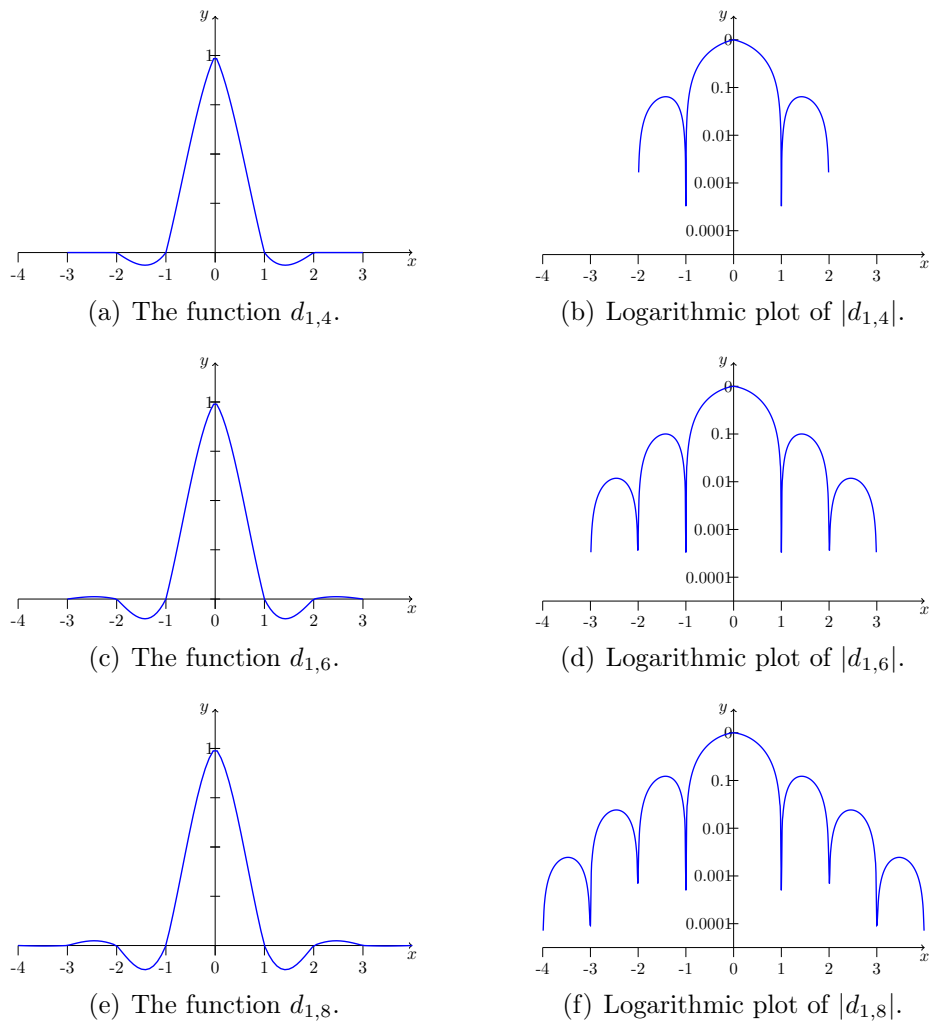 y
1
-4 -3 -2 -1 0 1 2 3 x
(a) The function d1,4.
y
0
0.1
0.01
0.001
0.0001
-4 -3 -2 -1 0 1 2 3 x
(b) Logarithmic plot of |d1,4|.
y
1
-4 -3 -2 -1 0 1 2 3 x
(c) The function d1,6.
y
0
0.1
0.01
0.001
0.0001
-4 -3 -2 -1 0 1 2 3 x
(d) Logarithmic plot of |d1,6|.
y
1
-4 -3 -2 -1 0 1 2 3 x
(e) The function d1,8.
y
0
0.1
0.01
0.001
0.0001
-4 -3 -2 -1 0 1 2 3 x
(f) Logarithmic plot of |d1,8|.